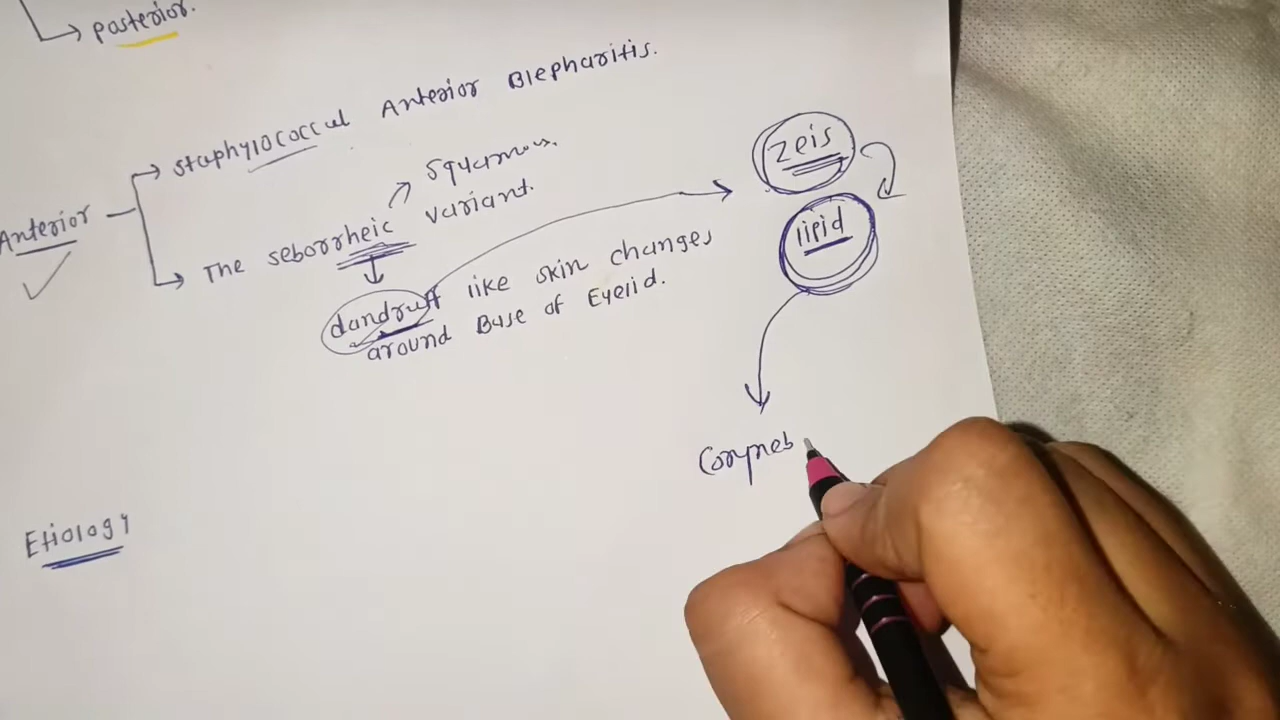 posterior.
staphylococcal Anterior Blepharitis.
squamous.
Anterior
The seborrheic variant.
dandruff like skin changes
around Base of Eyelid.
zeis
lipid
Coryneb
Etiology